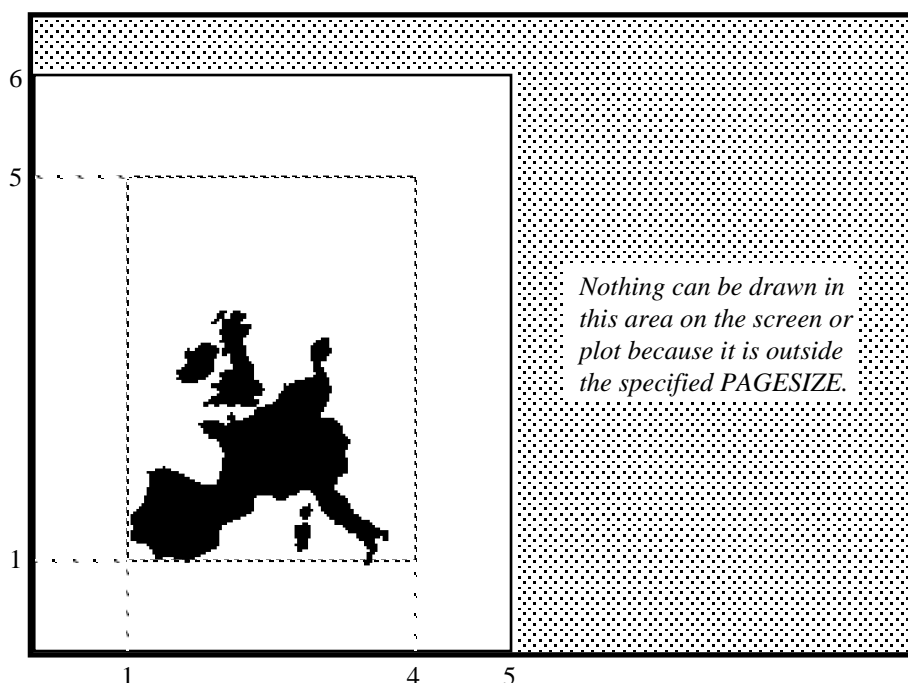 6
5
Nothing can be drawn in
this area on the screen or
plot because it is outside
the specified PAGESIZE.
1
1 4 5